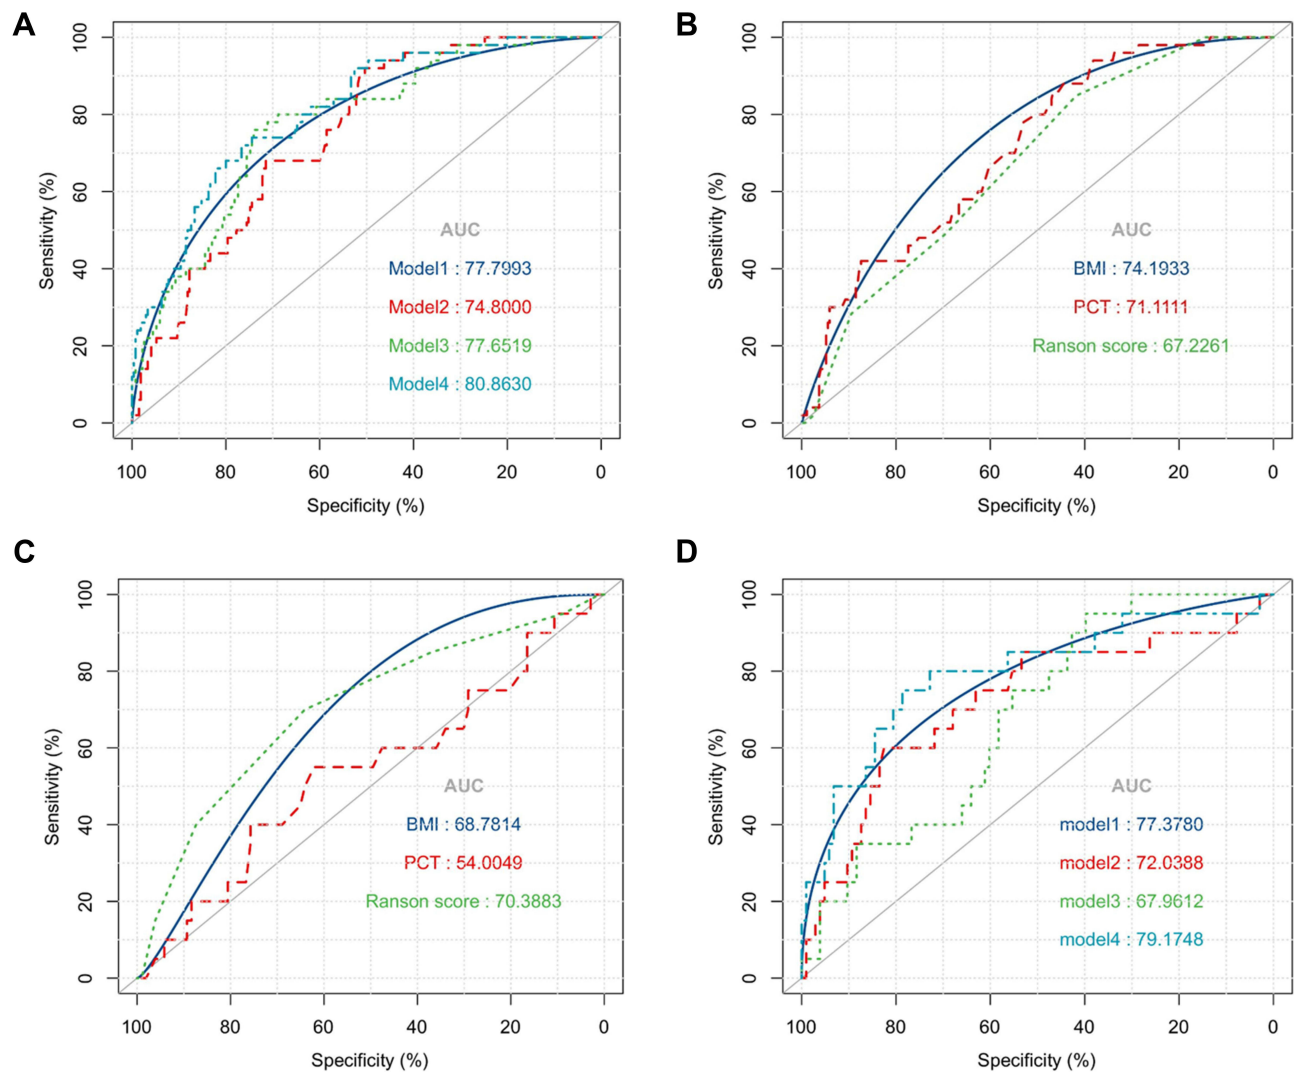 A
Sensitivity (%)
100
80
60
40
20
0
AUC
Model1 : 77.7993
Model2 : 74.8000
Model3 : 77.6519
Model4 : 80.8630
100 80 60 40 20 0
Specificity (%)
B
Sensitivity (%)
100
80
60
40
20
0
AUC
BMI : 74.1933
PCT : 71.1111
Ranson score : 67.2261
100 80 60 40 20 0
Specificity (%)
C
Sensitivity (%)
100
80
60
40
20
0
AUC
BMI : 68.7814
PCT : 54.0049
Ranson score : 70.3883
100 80 60 40 20 0
Specificity (%)
D
Sensitivity (%)
100
80
60
40
20
0
AUC
model1 : 77.3780
model2 : 72.0388
model3 : 67.9612
model4 : 79.1748
100 80 60 40 20 0
Specificity (%)